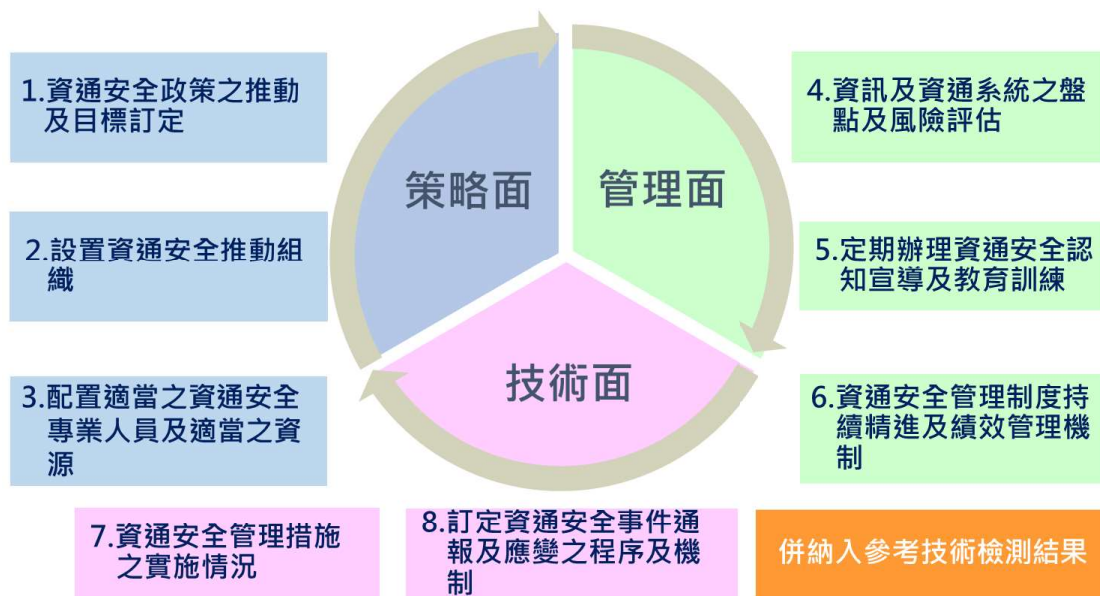 1.資通安全政策之推動
及目標訂定
2.設置資通安全推動組
織
3.配置適當之資通安全
專業人員及適當之資
源
策略面
管理面
技術面
4.資訊及資通系統之盤
點及風險評估
5.定期辦理資通安全認
知宣導及教育訓練
6.資通安全管理制度持
續精進及績效管理機
制
7.資通安全管理措施
之實施情況
8.訂定資通安全事件通
報及應變之程序及機
制
併納入參考技術檢測結果